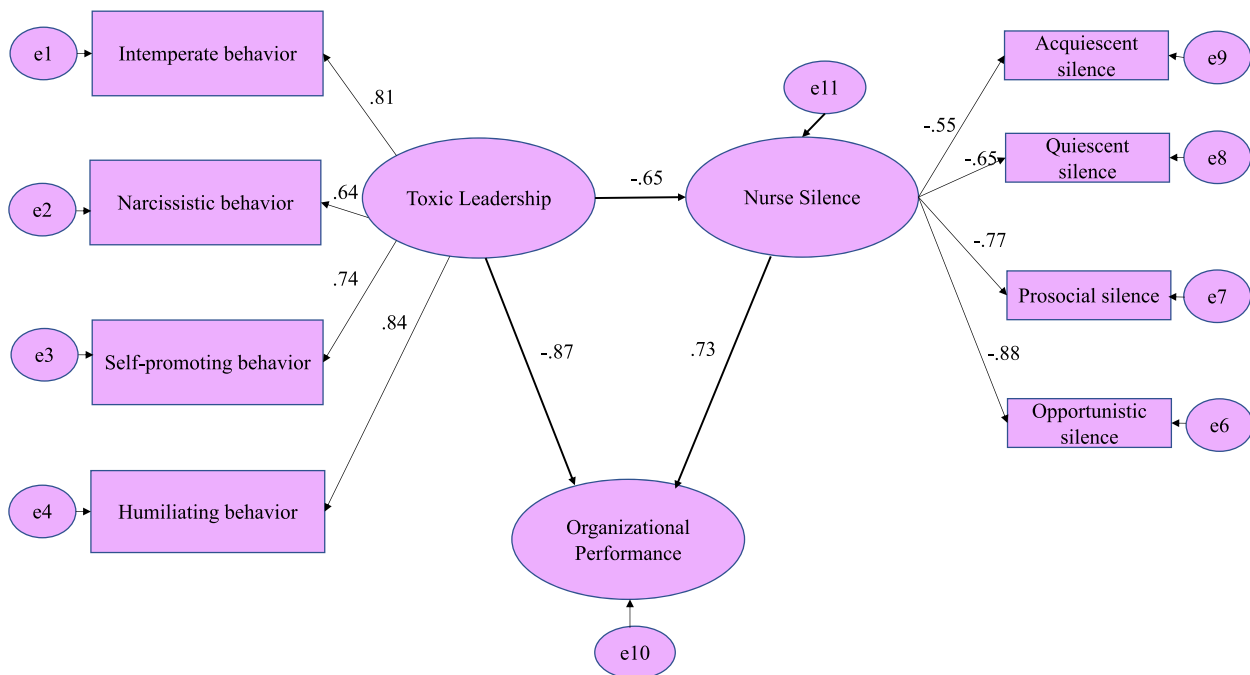 e1
Intemperate behavior
.81
e2
Narcissistic behavior
.64
e3
Self-promoting behavior
.74
e4
Humiliating behavior
.84
Toxic Leadership
-.65
e11
Nurse Silence
-.87
.73
Organizational
Performance
e10
-.55
Acquiescent
silence
e9
-.65
Quiescent
silence
e8
-.77
Prosocial silence
e7
-.88
Opportunistic
silence
e6